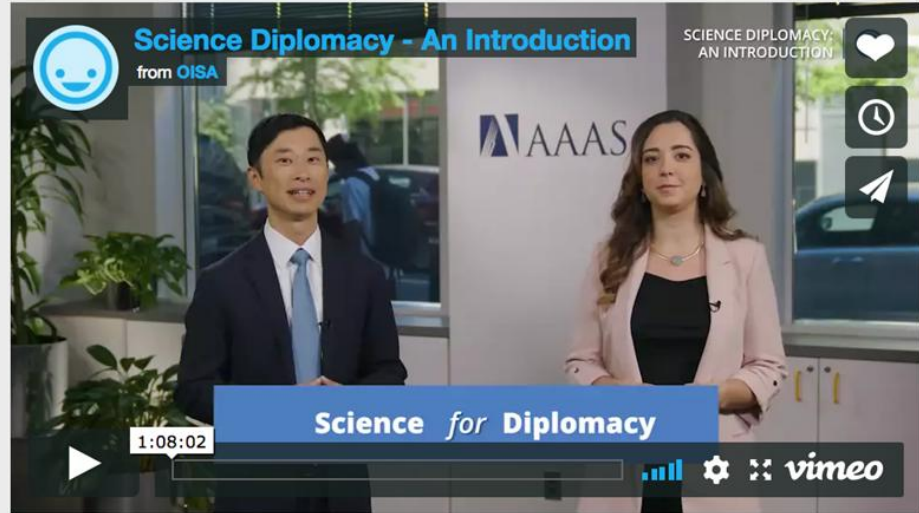 Science Diplomacy - An Introduction
from OISA
SCIENCE DIPLOMACY:
AN INTRODUCTION
AAAS
Science for Diplomacy
1:08:02
vimeo